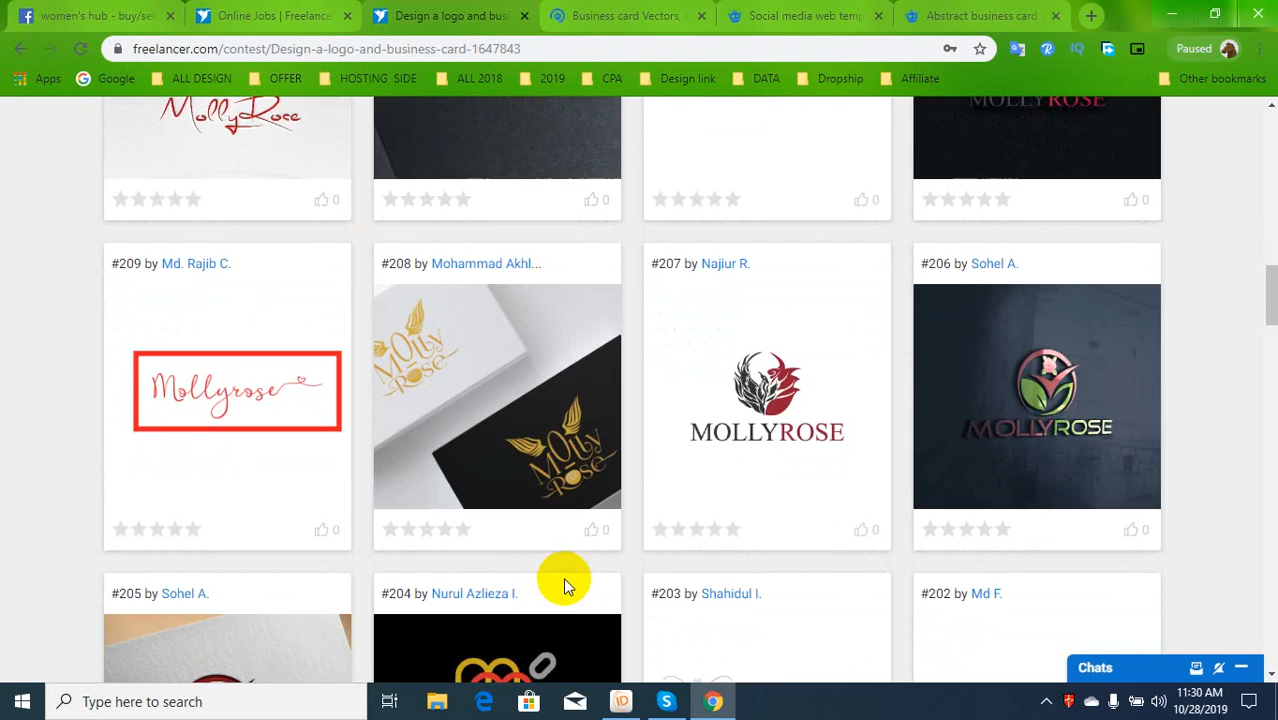 women's hub - buy/sel
Online Jobs | Freelance
Design a logo and busi
Business card Vectors,
Social media web temp
Abstract business card
freelancer.com/contest/Design-a-logo-and-business-card-1647843
Paused
Apps
Google
ALL DESIGN
OFFER
HOSTING SIDE
ALL 2018
2019
CPA
Design link
DATA
Dropship
Affiliate
Other bookmarks
MollyRose
MOLLYROSE
0
0
0
0
#209 by Md. Rajib C.
#208 by Mohammad Akhl...
#207 by Najiur R.
#206 by Sohel A.
Mollyrose
MOlly
ROSE
MOlly
ROSE
MOLLYROSE
MOLLYROSE
0
0
0
0
#205 by Sohel A.
#204 by Nurul Azlieza I.
#203 by Shahidul I.
#202 by Md F.
Chats
Type here to search
11:30 AM
10/28/2019